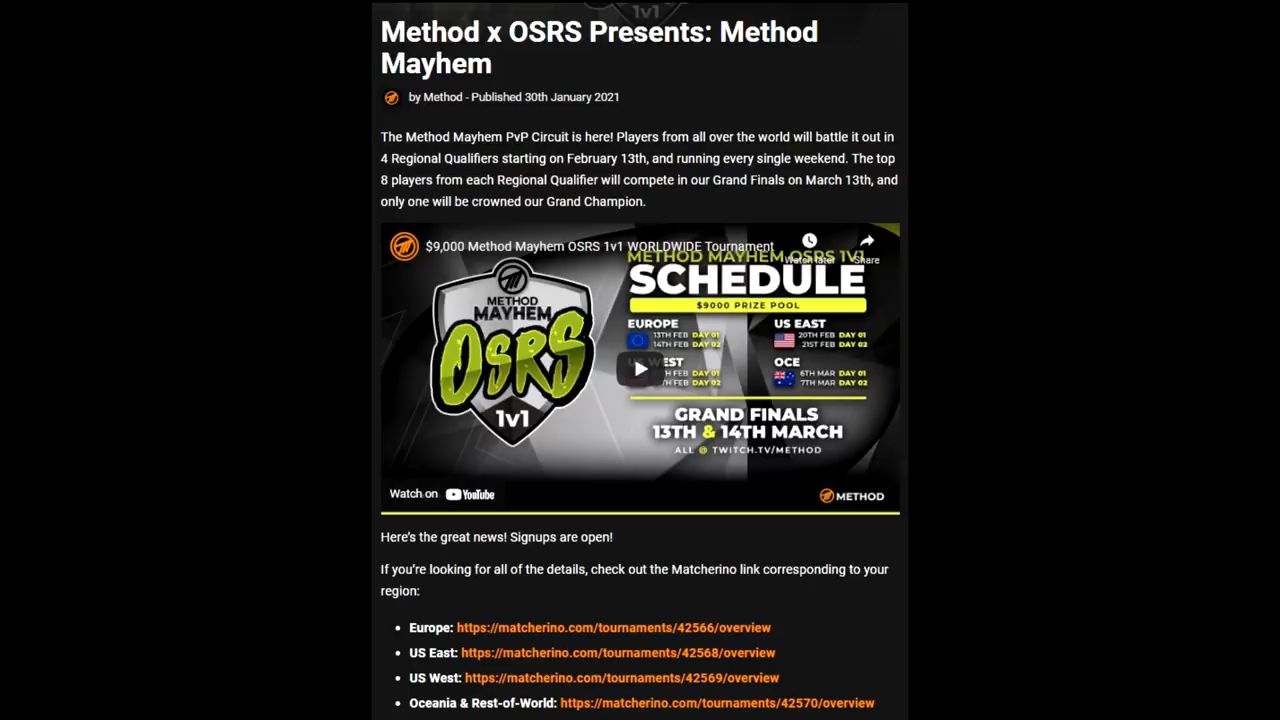 1v1
Method x OSRS Presents: Method
Mayhem
by Method - Published 30th January 2021
The Method Mayhem PvP Circuit is here! Players from all over the world will battle it out in
4 Regional Qualifiers starting on February 13th, and running every single weekend. The top
8 players from each Regional Qualifier will compete in our Grand Finals on March 13th, and
only one will be crowned our Grand Champion.
$9,000 Method Mayhem OSRS 1v1 WORLDWIDE Tournament
Watch later
Share
METHOD MAYHEM OSRS 1V1
SCHEDULE
$9000 PRIZE POOL
METHOD
MAYHEM
OSRS
1v1
EUROPE
13TH FEB DAY 01
14TH FEB DAY 02
US EAST
20TH FEB DAY 01
21ST FEB DAY 02
WEST
FEB DAY 01
FEB DAY 02
OCE
6TH MAR DAY 01
7TH MAR DAY 02
GRAND FINALS
13TH & 14TH MARCH
ALL @ TWITCH.TV/METHOD
Watch on YouTube
METHOD
Here's the great news! Signups are open!
If you're looking for all of the details, check out the Matcherino link corresponding to your
region:
• Europe: https://matcherino.com/tournaments/42566/overview
• US East: https://matcherino.com/tournaments/42568/overview
• US West: https://matcherino.com/tournaments/42569/overview
• Oceania & Rest-of-World: https://matcherino.com/tournaments/42570/overview